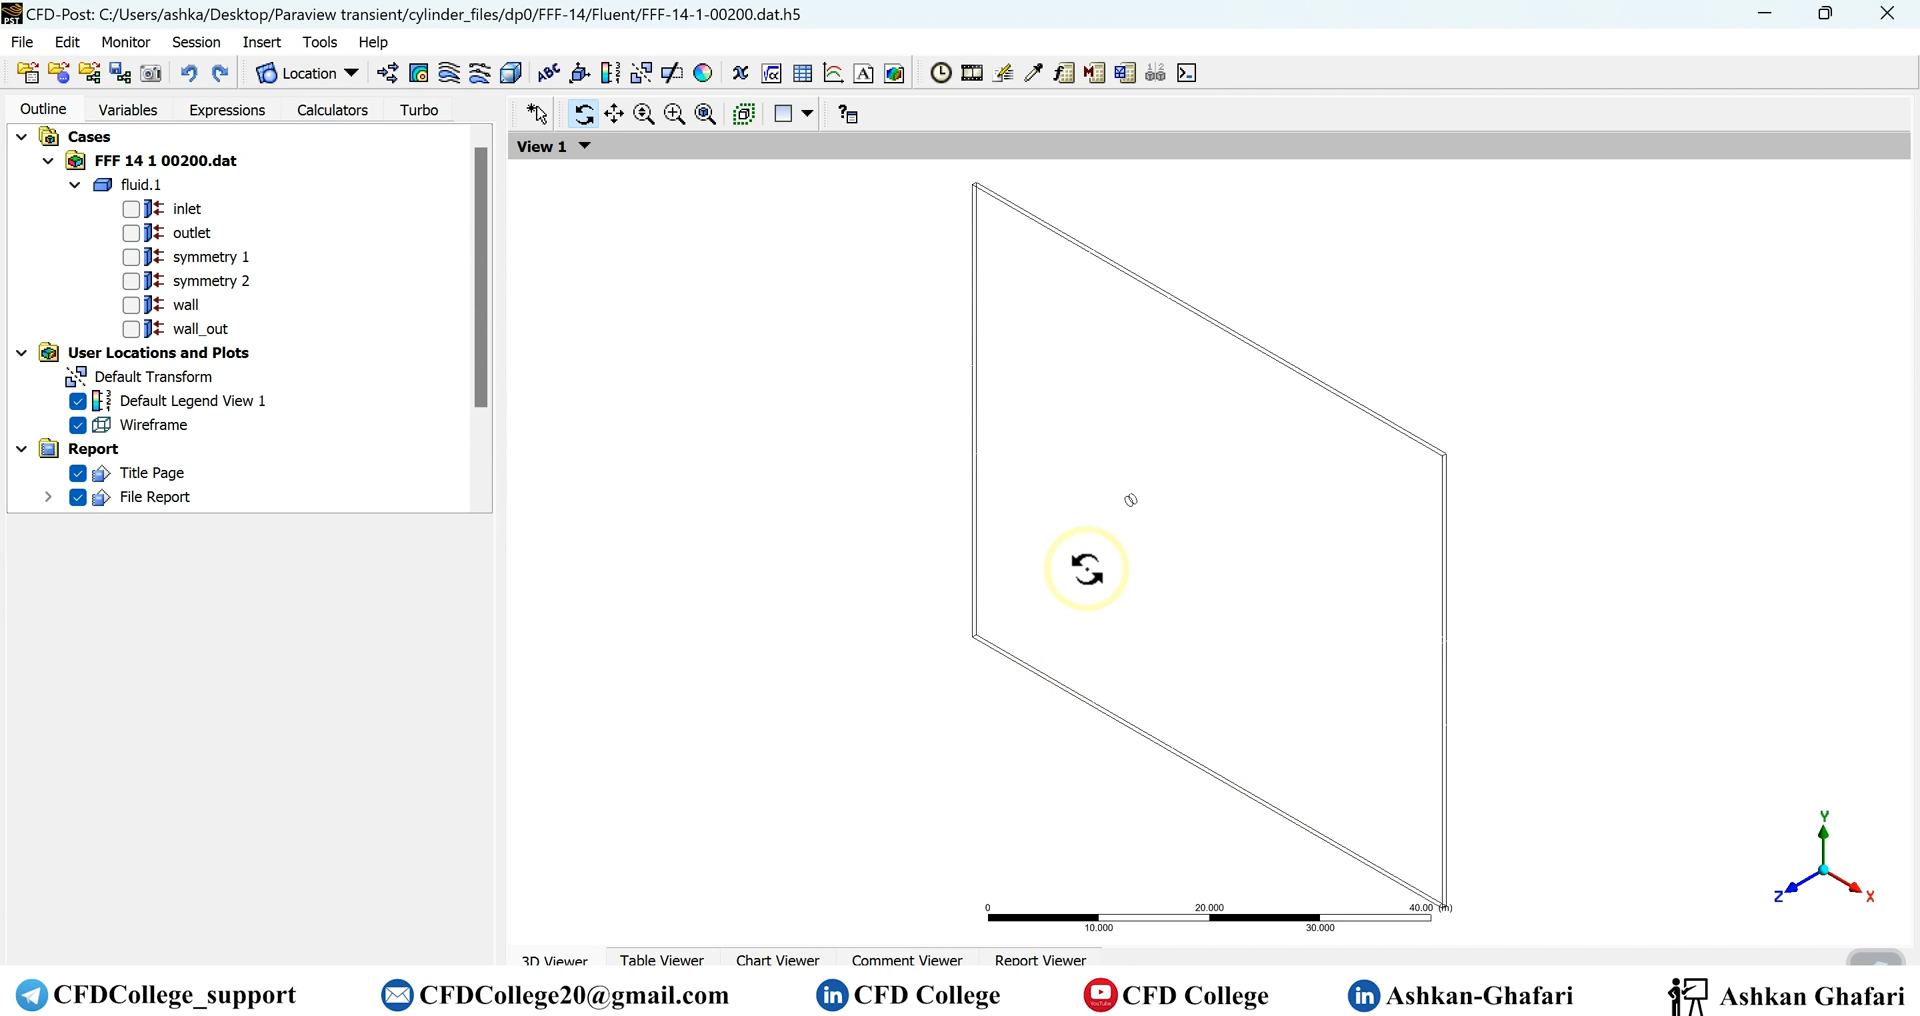 CFD-Post: C:/Users/ashka/Desktop/Paraview transient/cylinder_files/dp0/FFF-14/Fluent/FFF-14-1-00200.dat.h5
File Edit Monitor Session Insert Tools Help
Location
Outline Variables Expressions Calculators Turbo
View 1
Cases
FFF 14 1 00200.dat
fluid.1
inlet
outlet
symmetry 1
symmetry 2
wall
wall_out
User Locations and Plots
Default Transform
Default Legend View 1
Wireframe
Report
Title Page
File Report
Y
Z X
0 20.000 40.00 (m)
10.000 30.000
3D Viewer Table Viewer Chart Viewer Comment Viewer Report Viewer
CFDCollege_support CFDCollege20@gmail.com CFD College CFD College Ashkan-Ghafari Ashkan Ghafari